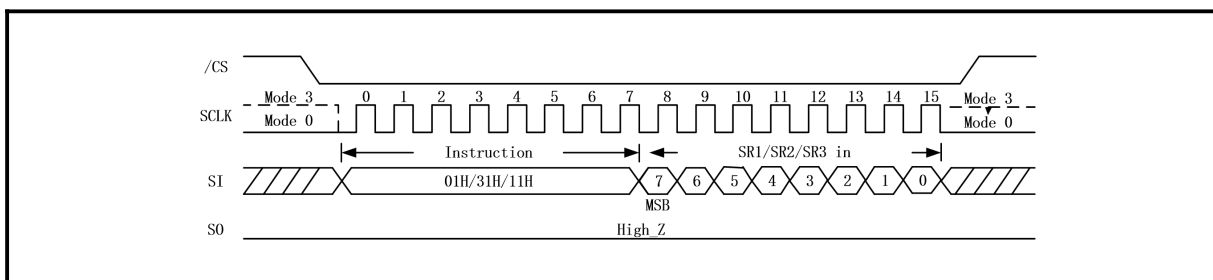 /CS
Mode 3 0 1 2 3 4 5 6 7 8 9 10 11 12 13 14 15 Mode 3
SCLK
Mode 0 Mode 0
Instruction SR1/SR2/SR3 in
SI 01H/31H/11H 7 6 5 4 3 2 1 0
MSB
SO High_Z